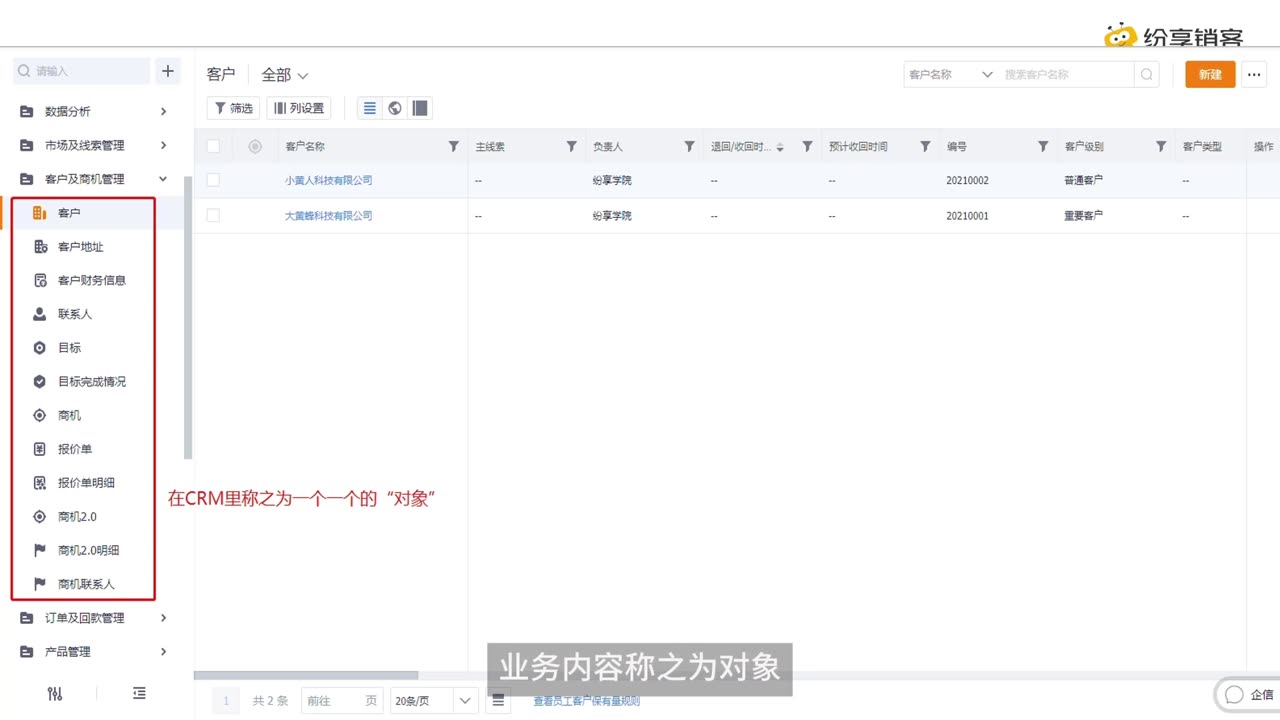 纷享销客
请输入
客户
全部
客户名称
搜索客户名称
新建
数据分析
筛选
列设置
市场及线索管理
客户名称
主线索
负责人
退回/收回时...
预计收回时间
编号
客户级别
客户类型
操作
客户及商机管理
小黄人科技有限公司
--
纷享学院
--
--
20210002
普通客户
--
客户
大黄蜂科技有限公司
--
纷享学院
--
--
20210001
重要客户
--
客户地址
客户财务信息
联系人
目标
目标完成情况
商机
报价单
报价单明细
在CRM里称之为一个一个的“对象”
商机2.0
商机2.0明细
商机联系人
订单及回款管理
产品管理
业务内容称之为对象
1
共 2 条
前往
页
20条/页
查看员工客户保有量规则
企信